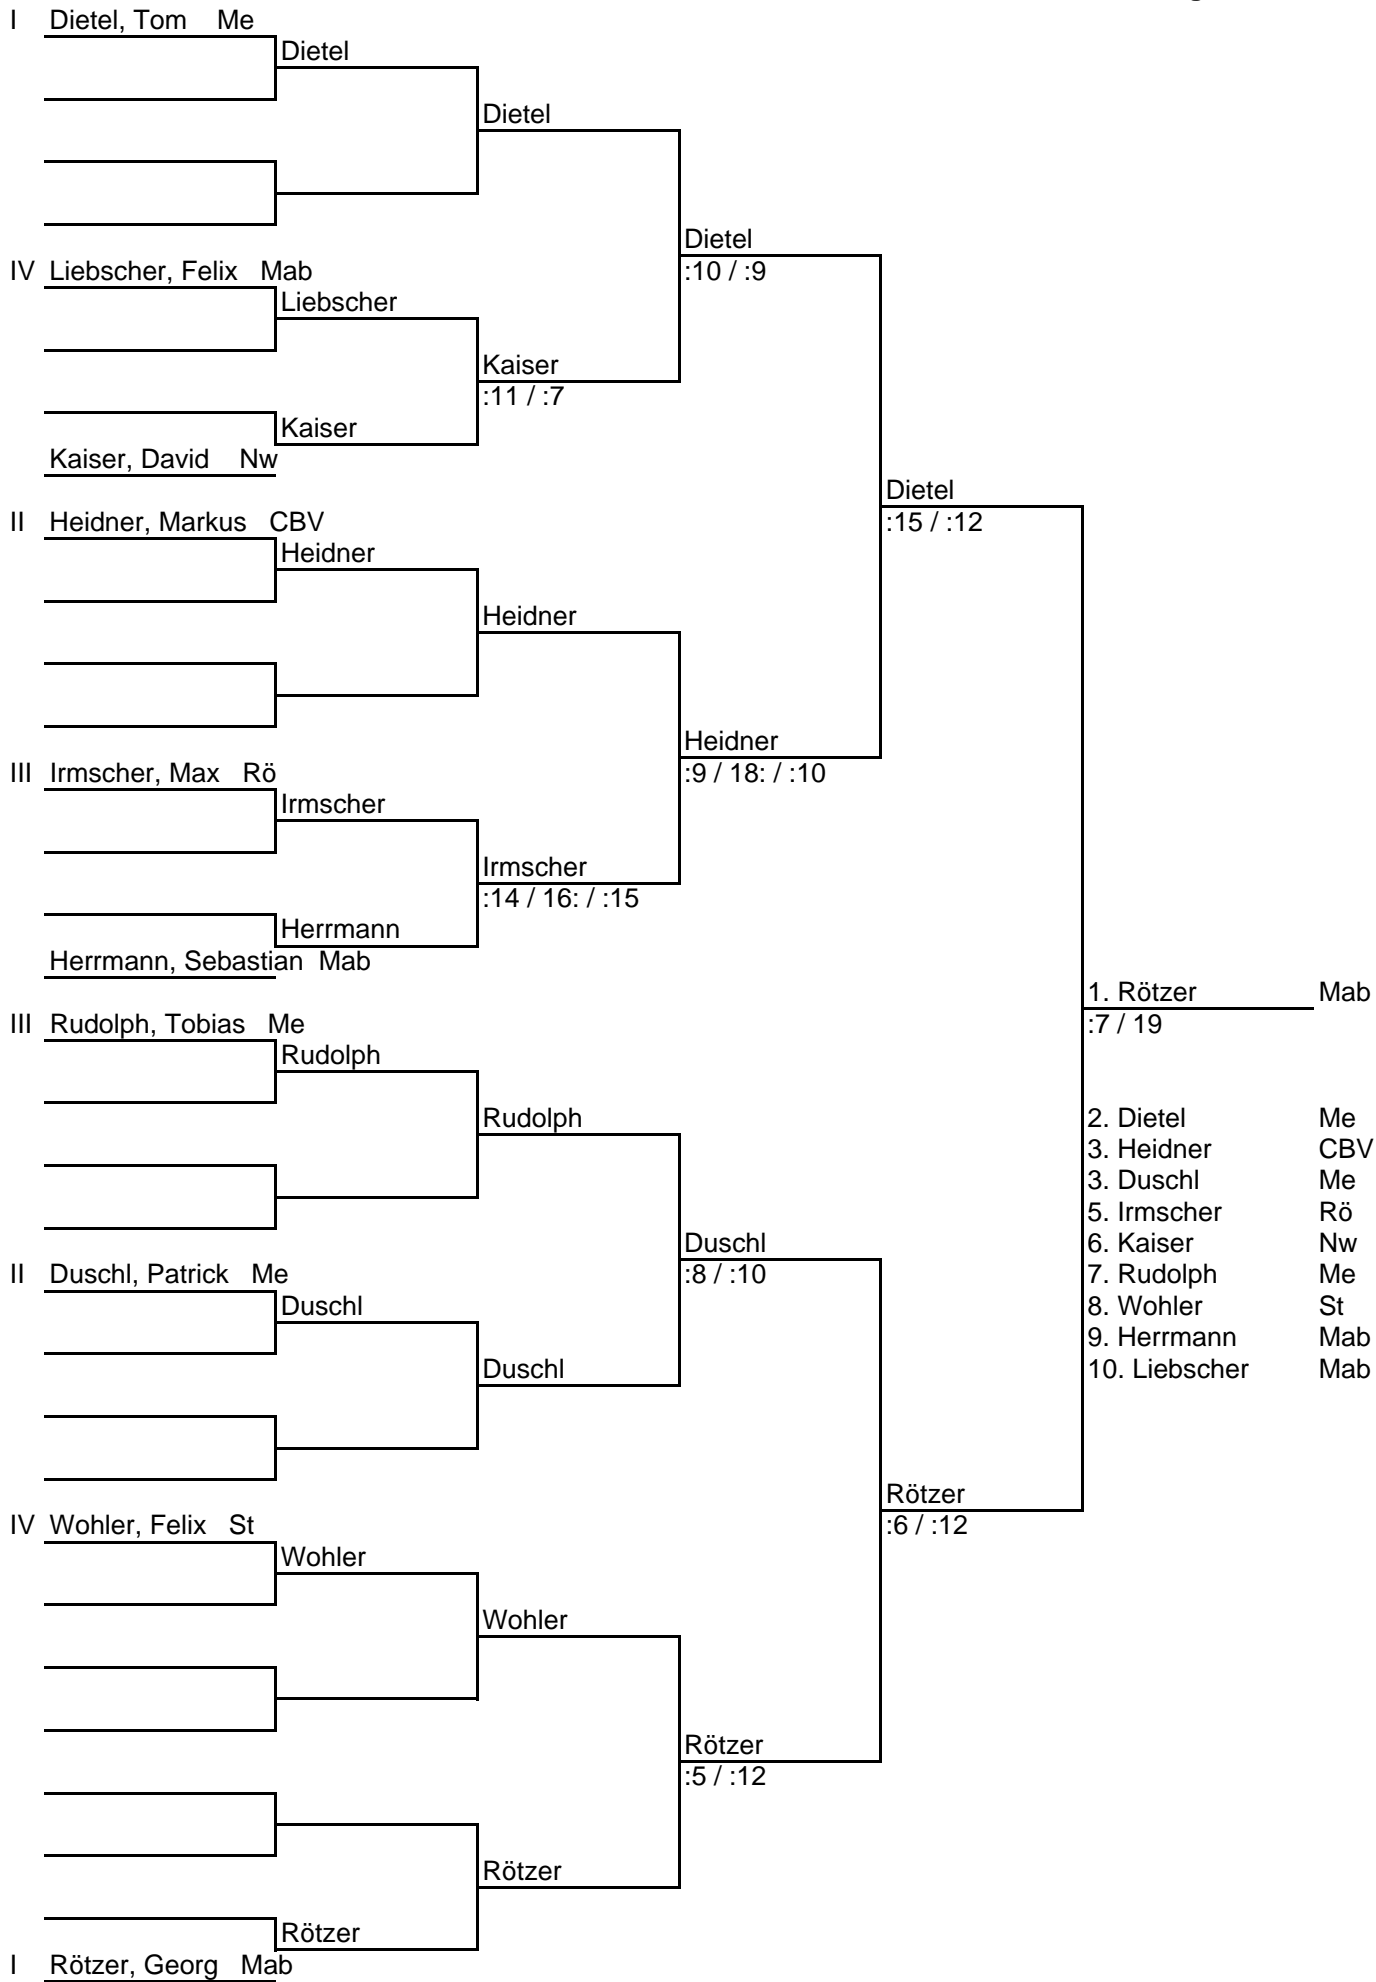 I Dietel, Tom Me
Dietel
Dietel
Dietel
:10 / :9
IV Liebscher, Felix Mab
Liebscher
Kaiser
:11 / :7
Kaiser
Kaiser, David Nw
Dietel
:15 / :12
II Heidner, Markus CBV
Heidner
Heidner
Heidner
:9 / 18: / :10
III Irmscher, Max Rö
Irmscher
Irmscher
:14 / 16: / :15
Herrmann
Herrmann, Sebastian Mab
1. Rötzer Mab
:7 / 19
III Rudolph, Tobias Me
Rudolph
Rudolph
2. Dietel Me
3. Heidner CBV
3. Duschl Me
5. Irmscher Rö
6. Kaiser Nw
7. Rudolph Me
8. Wohler St
9. Herrmann Mab
10. Liebscher Mab
Duschl
:8 / :10
II Duschl, Patrick Me
Duschl
Duschl
Rötzer
:6 / :12
IV Wohler, Felix St
Wohler
Wohler
Rötzer
:5 / :12
Rötzer
Rötzer
I Rötzer, Georg Mab